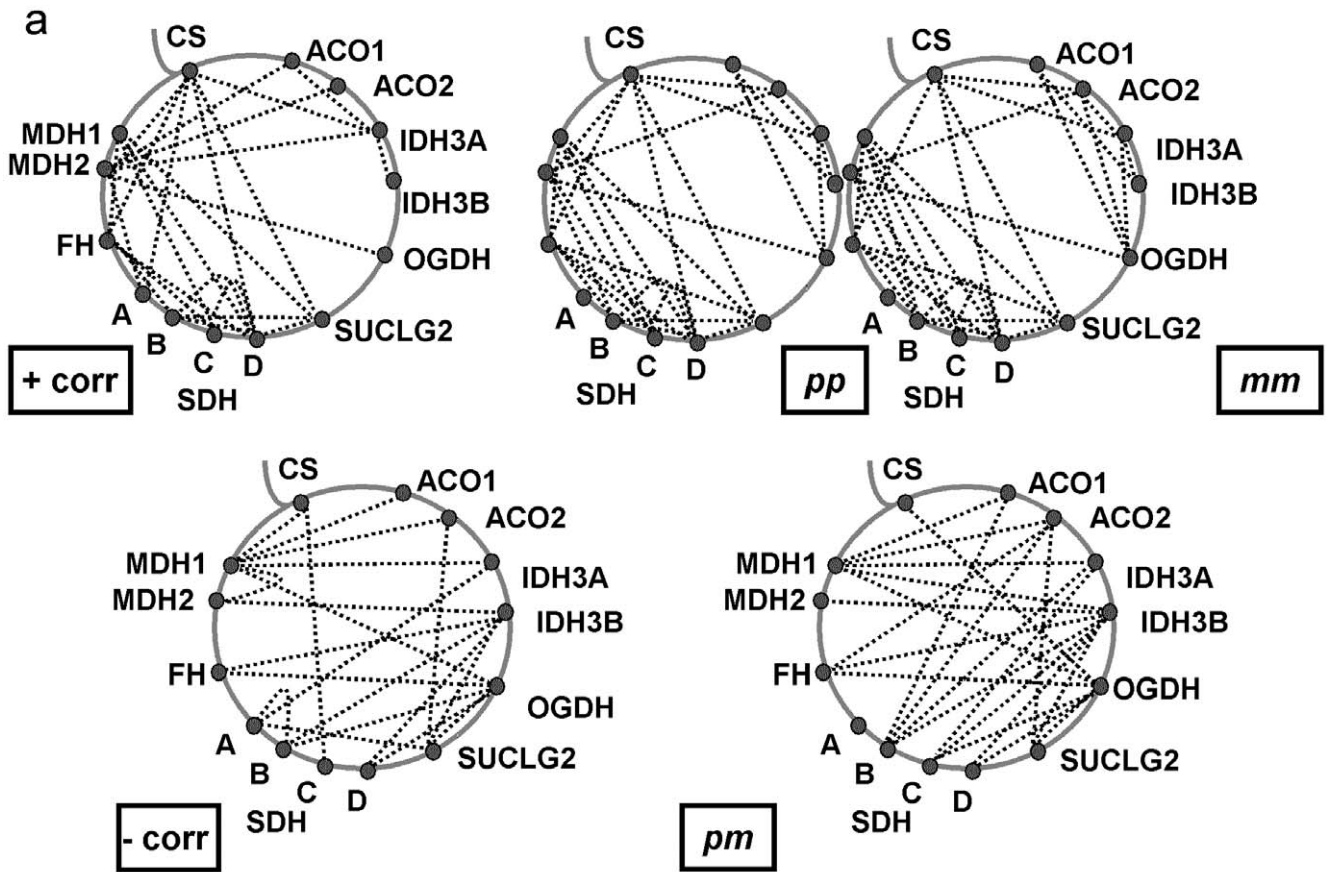 a
CS
ACO1
ACO2
MDH1
IDH3A
MDH2
IDH3B
FH
OGDH
A
SUCLG2
B
C
D
SDH
+ corr
CS
A
B
C
D
SDH
pp
CS
ACO1
ACO2
IDH3A
IDH3B
OGDH
A
SUCLG2
B
C
D
SDH
mm
CS
ACO1
ACO2
MDH1
IDH3A
MDH2
IDH3B
FH
OGDH
A
SUCLG2
B
C
D
SDH
- corr
CS
ACO1
ACO2
MDH1
IDH3A
MDH2
IDH3B
FH
OGDH
A
SUCLG2
B
C
D
SDH
pm